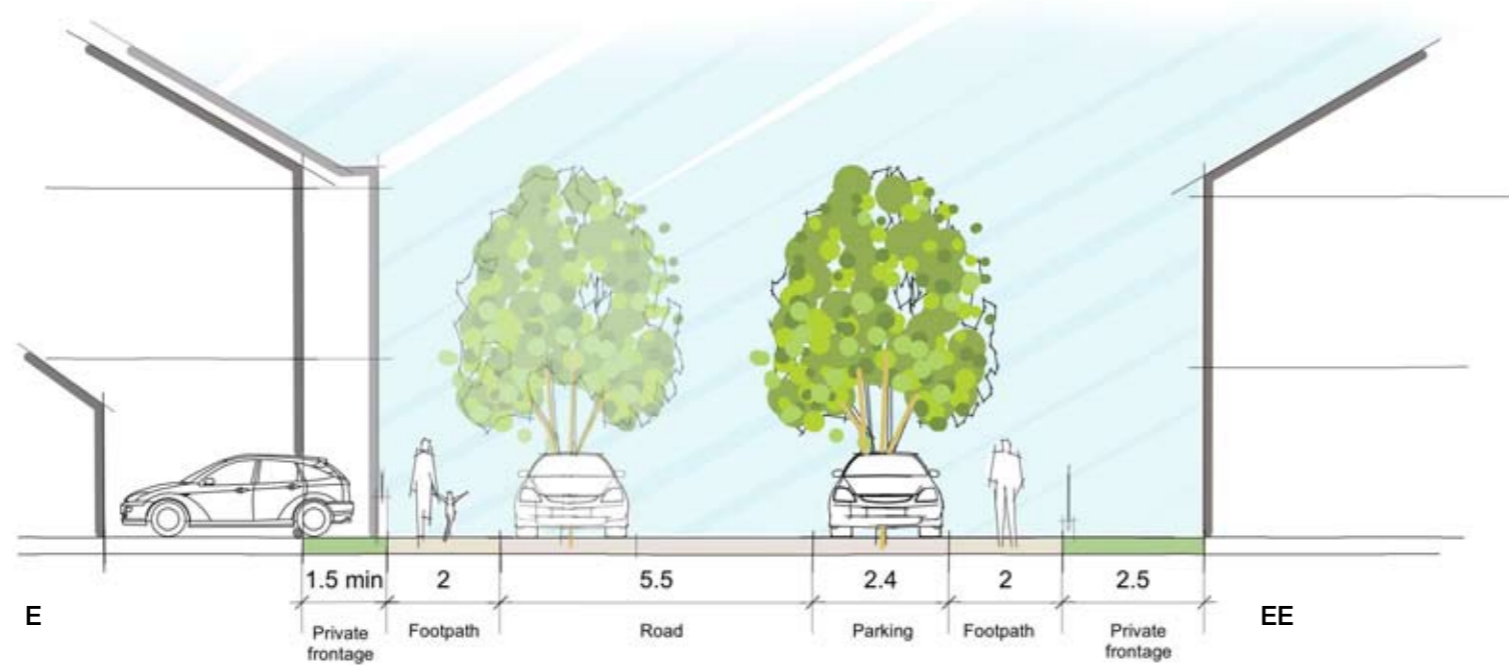 1.5 min 2 5.5 2.4 2 2.5
E EE
Private frontage Footpath Road Parking Footpath Private frontage